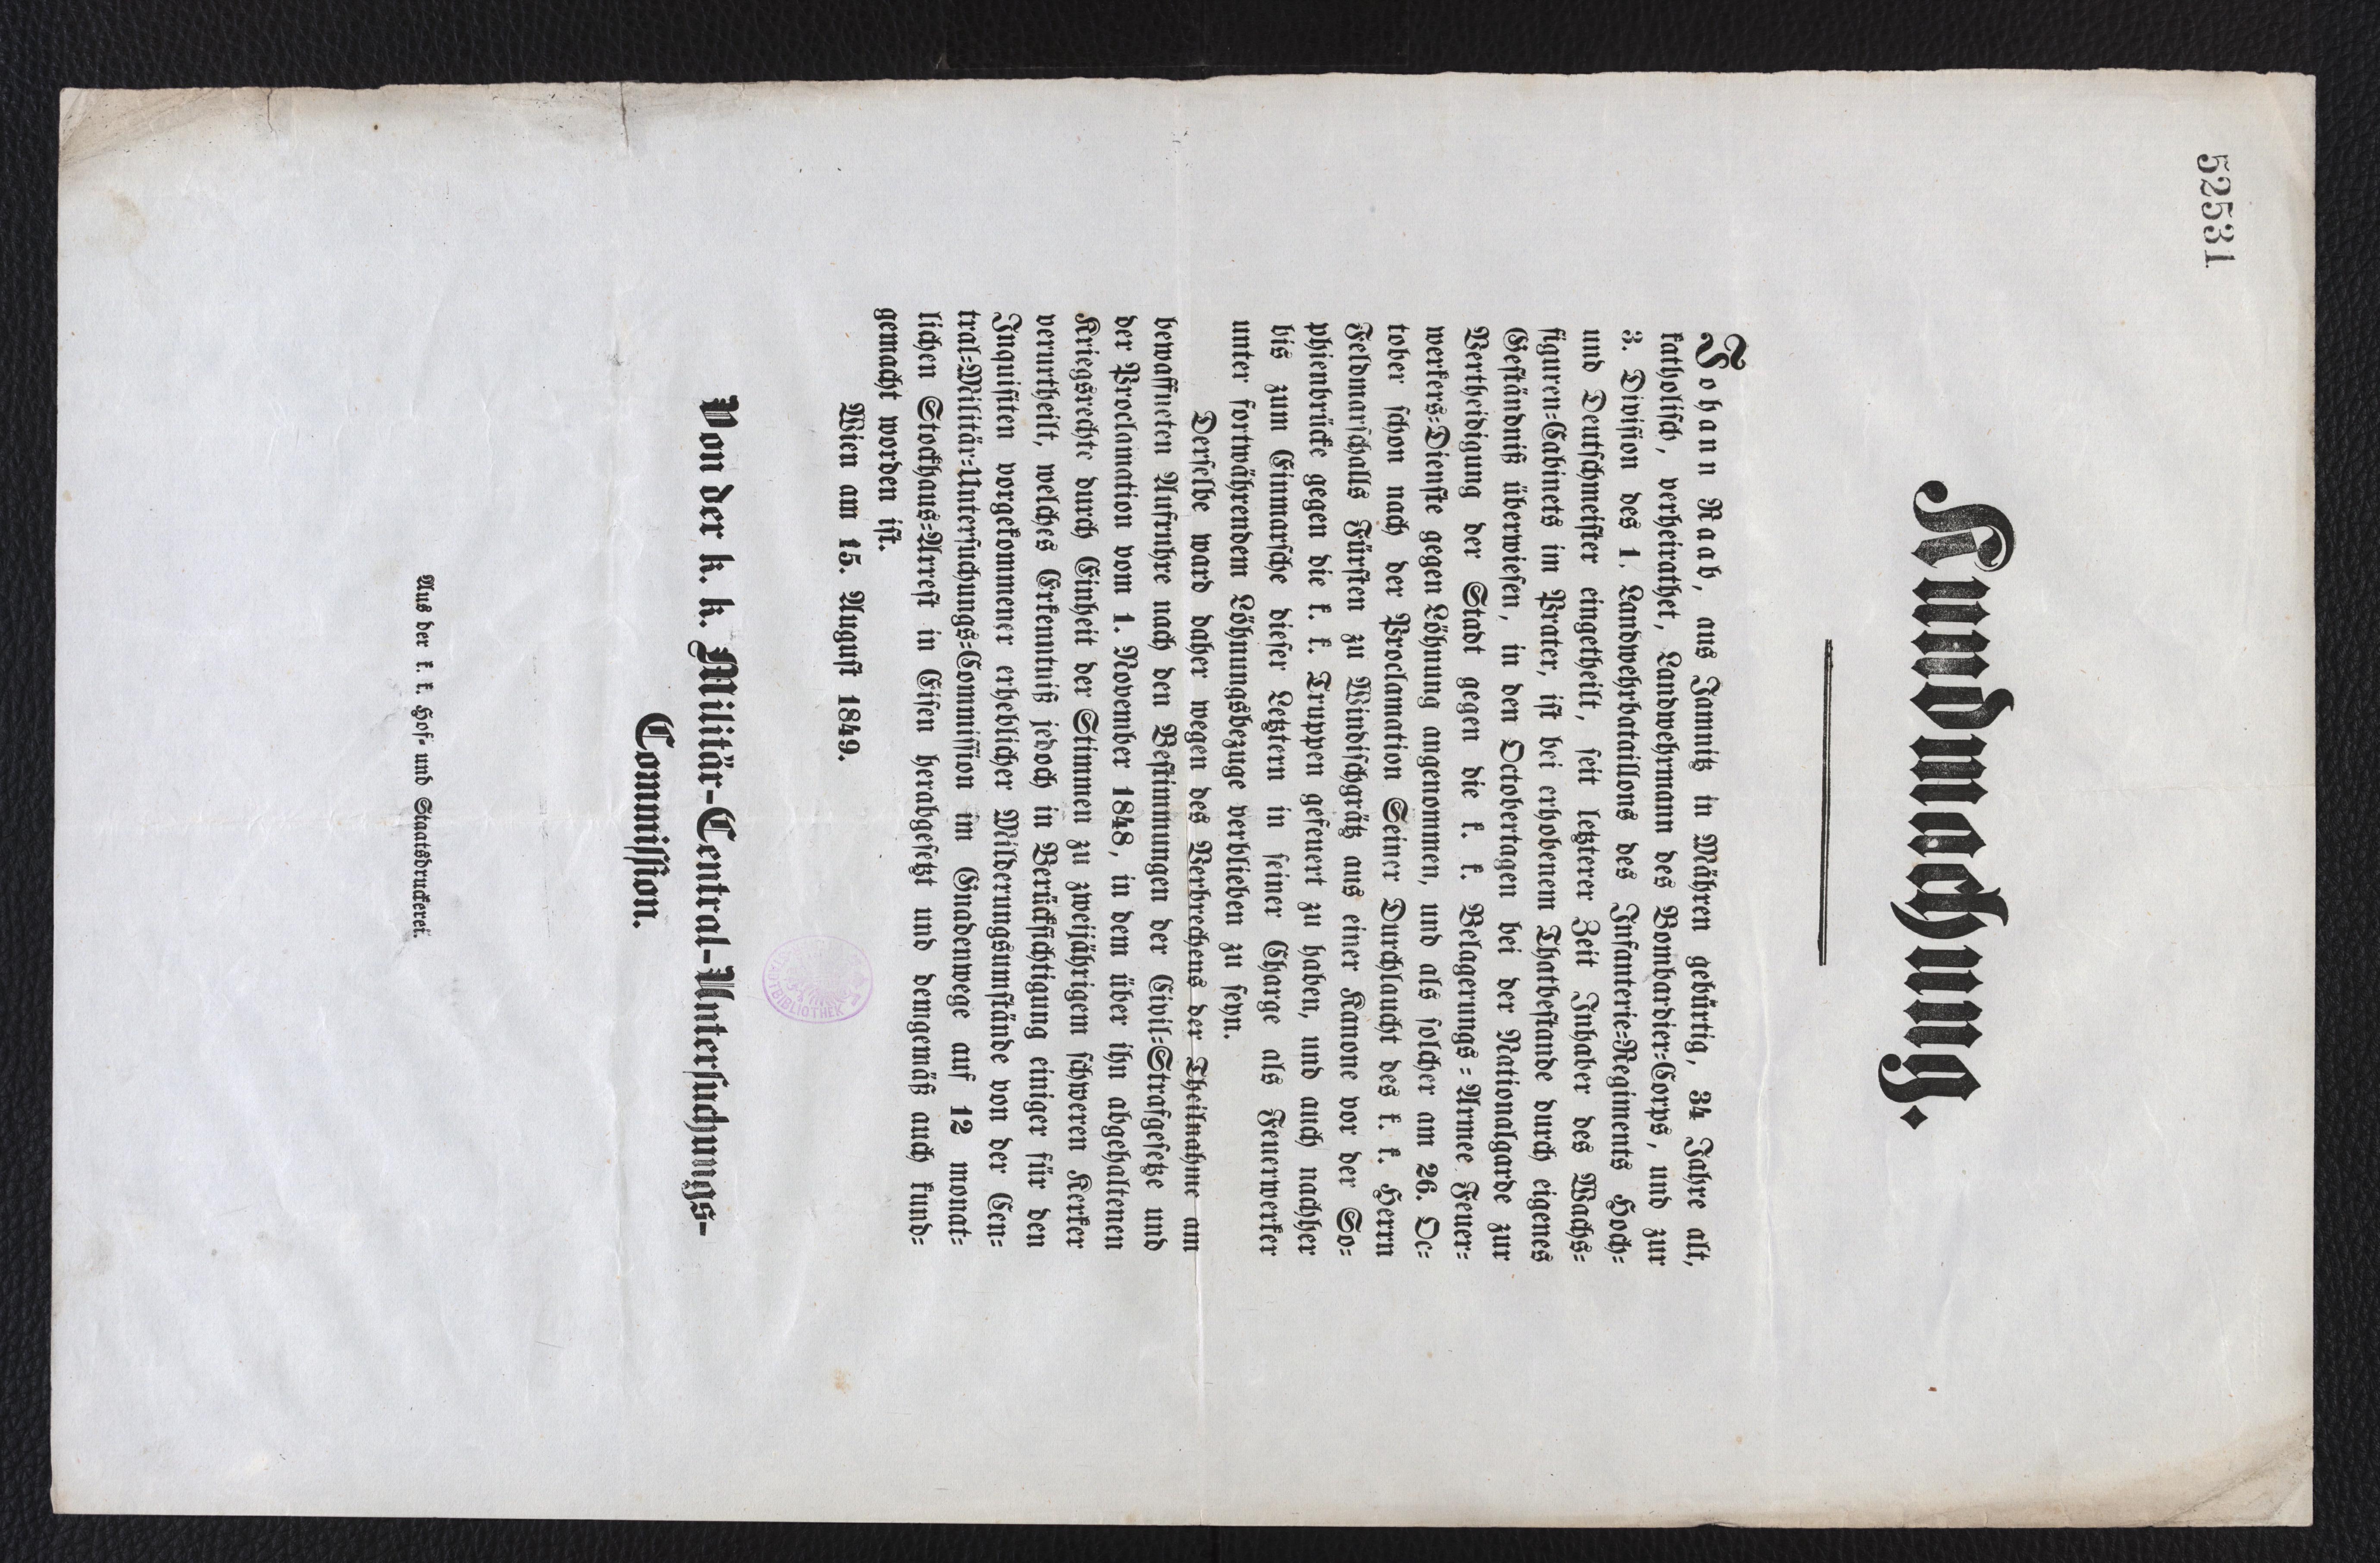 52531
Kundmachung.
Johann Raab, aus Jamnitz in Mähren gebürtig, 34 Jahre alt,
katholisch, verheirathet, Landwehrmann des Bombardier-Corps, und zur
3. Division des 1. Landwehrbataillons des Infanterie-Regiments Hoch-
und Deutschmeister eingetheilt, seit letzterer Zeit Inhaber des Wachs-
figuren-Cabinets im Prater, ist bei erhobenem Thatbestande durch eigenes
Geständniß überwiesen, in den Octobertagen bei der Nationalgarde zur
Vertheidigung der Stadt gegen die k. k. Belagerungs-Armee Feuer-
werkers-Dienste gegen Löhnung angenommen, und als solcher am 26. Oc-
tober schon nach der Proclamation Seiner Durchlaucht des k. k. Herrn
Feldmarschalls Fürsten zu Windischgrätz aus einer Kanone vor der So-
phienbrücke gegen die k. k. Truppen gefeuert zu haben, und auch nachher
bis zum Einmarsche dieser Letztern in seiner Charge als Feuerwerker
unter fortwährendem Löhnungsbezuge verblieben zu seyn.
Derselbe ward daher wegen des Verbrechens der Theilnahme am
bewaffneten Aufruhre nach den Bestimmungen der Civil-Strafgesetze und
der Proclamation vom 1. November 1848, in dem über ihn abgehaltenen
Kriegsrechte durch Einheit der Stimmen zu zweijährigem schweren Kerker
verurtheilt, welches Erkenntniß jedoch in Berücksichtigung einiger für den
Inquisiten vorgekommener erheblicher Milderungsumstände von der Cen-
tral-Militär-Untersuchungs-Commission im Gnadenwege auf 12 monat-
lichen Stockhaus-Arrest in Eisen herabgesetzt und demgemäß auch kund-
gemacht worden ist.
Wien am 15. August 1849.
Von der k. k. Militär-Central-Untersuchungs-
Commission.
Aus der k. k. Hof- und Staatsdruckerei.